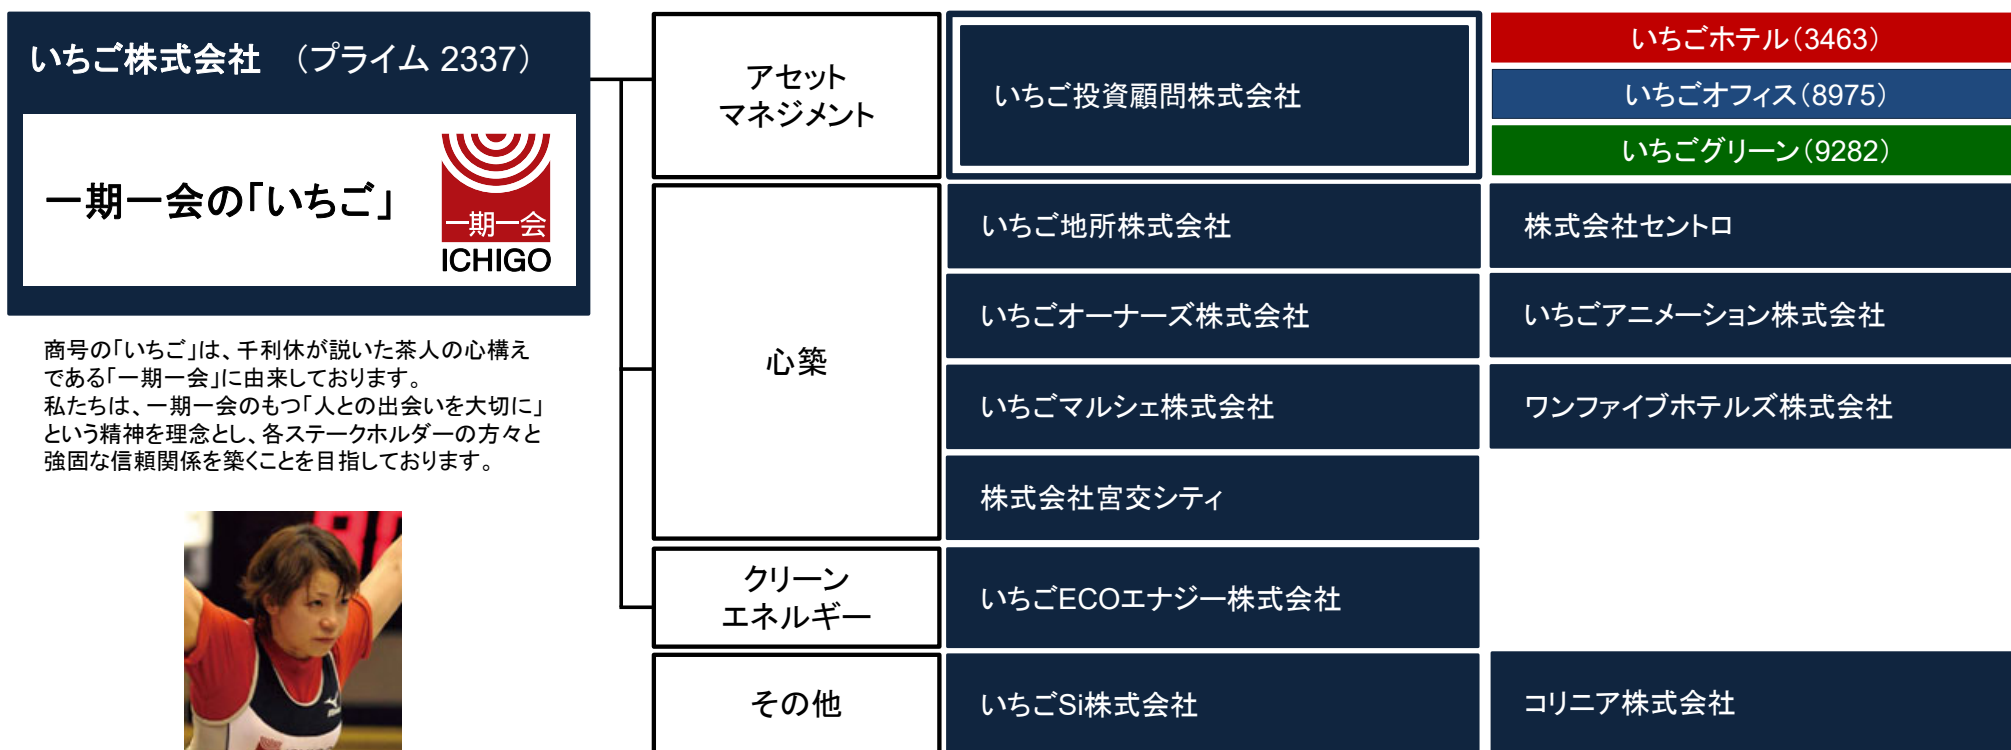 いちご株式会社 （プライム 2337）
一期一会の「いちご」
一期一会
ICHIGO
商号の「いちご」は、千利休が説いた茶人の心構え
である「一期一会」に由来しております。
私たちは、一期一会のもつ「人との出会いを大切に」
という精神を理念とし、各ステークホルダーの方々と
強固な信頼関係を築くことを目指しております。
アセット
マネジメント
いちご投資顧問株式会社
いちごホテル（3463）
いちごオフィス（8975）
いちごグリーン（9282）
心築
いちご地所株式会社
株式会社セントロ
いちごオーナーズ株式会社
いちごアニメーション株式会社
いちごマルシェ株式会社
ワンファイブホテルズ株式会社
株式会社宮交シティ
クリーン
エネルギー
いちごECOエナジー株式会社
その他
いちごSi株式会社
コリニア株式会社